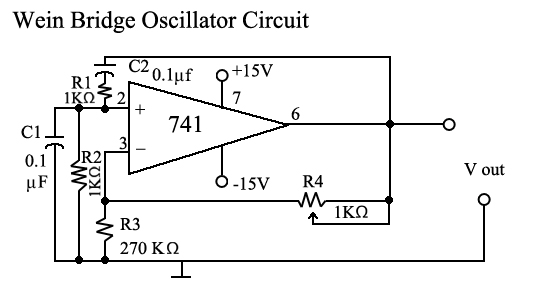 Wein Bridge Oscillator Circuit
C2
0.1μf
+15V
R1
1KΩ
2
+
7
741
6
C1
0.1
μF
R2
1KΩ
3
−
-15V
R4
1KΩ
V out
R3
270 KΩ